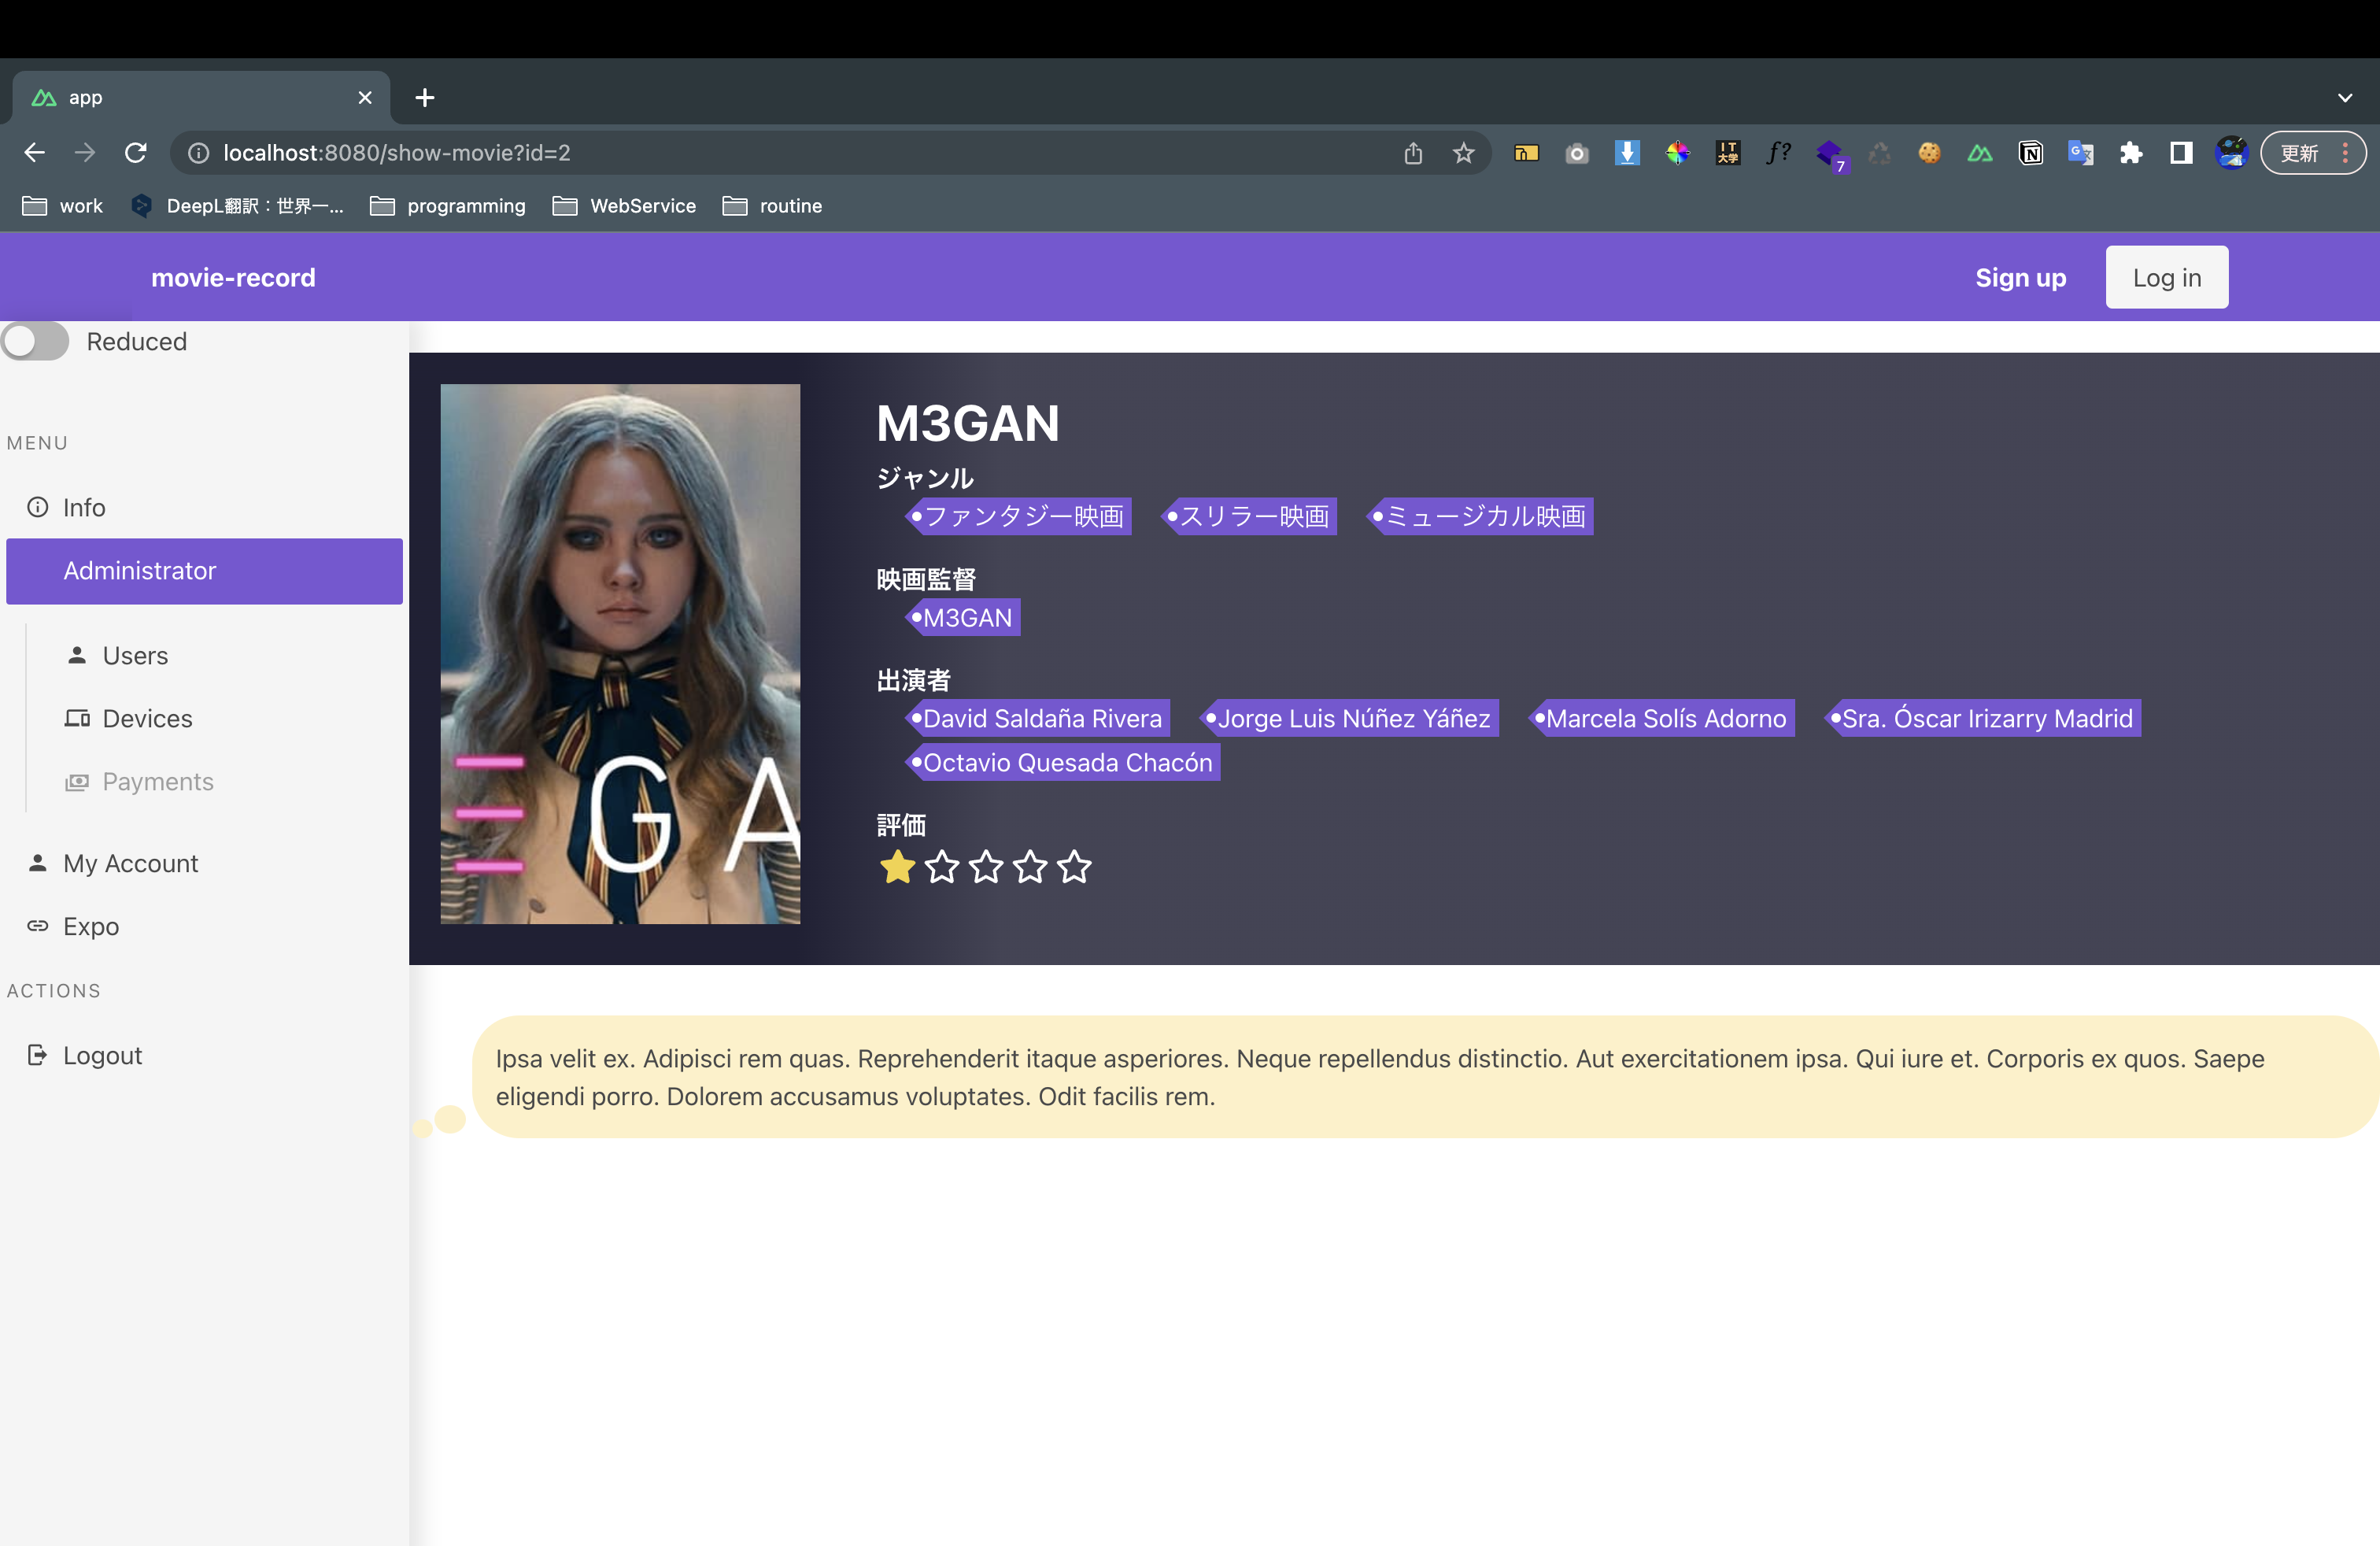 app
localhost:8080/show-movie?id=2
IT
大学
f?
7
N
G
更新
work
DeepL翻訳：世界一...
programming
WebService
routine
movie-record
Sign up
Log in
Reduced
MENU
Info
Administrator
Users
Devices
Payments
My Account
Expo
ACTIONS
Logout
GA
M3GAN
ジャンル
ファンタジー映画 スリラー映画 ミュージカル映画
映画監督
M3GAN
出演者
David Saldaña Rivera Jorge Luis Núñez Yáñez Marcela Solís Adorno Sra. Óscar Irizarry Madrid
Octavio Quesada Chacón
評価
Ipsa velit ex. Adipisci rem quas. Reprehenderit itaque asperiores. Neque repellendus distinctio. Aut exercitationem ipsa. Qui iure et. Corporis ex quos. Saepe
eligendi porro. Dolorem accusamus voluptates. Odit facilis rem.